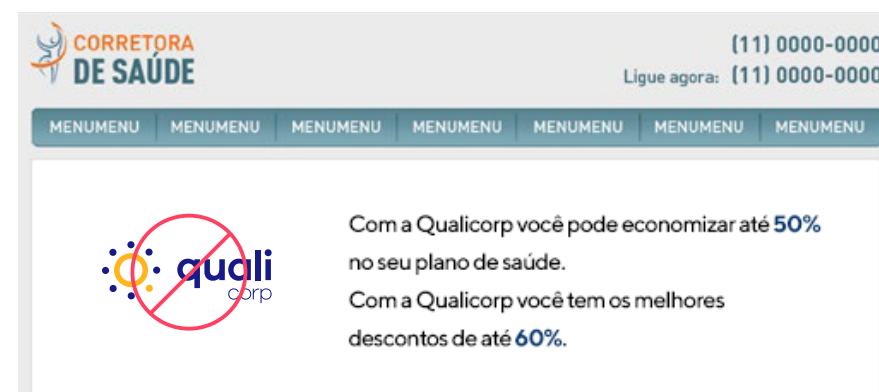 CORRETORA
DE SAÚDE
(11) 0000-0000
Ligue agora: (11) 0000-0000
MENUMENU MENUMENU MENUMENU MENUMENU MENUMENU MENUMENU MENUMENU
quali
corp
Com a Qualicorp você pode economizar até 50%
no seu plano de saúde.
Com a Qualicorp você tem os melhores
descontos de até 60%.